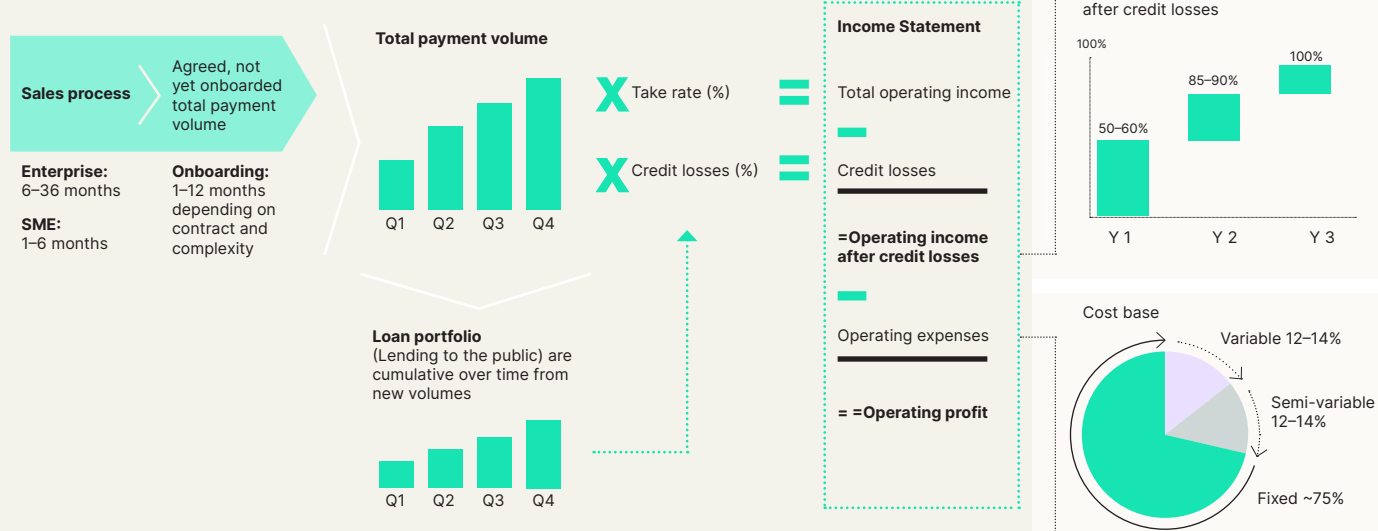 Sales process
Agreed, not
yet onboarded
total payment
volume
Enterprise:
6–36 months
SME:
1–6 months
Onboarding:
1–12 months
depending on
contract and
complexity
Total payment volume
Q1 Q2 Q3 Q4
X Take rate (%) =
X Credit losses (%) =
Loan portfolio
(Lending to the public) are
cumulative over time from
new volumes
Q1 Q2 Q3 Q4
Income Statement
Total operating income
Credit losses
=Operating income
after credit losses
Operating expenses
= =Operating profit
after credit losses
100%
50–60%
85–90%
100%
Y 1 Y 2 Y 3
Cost base
Variable 12–14%
Semi-variable
12–14%
Fixed ~75%